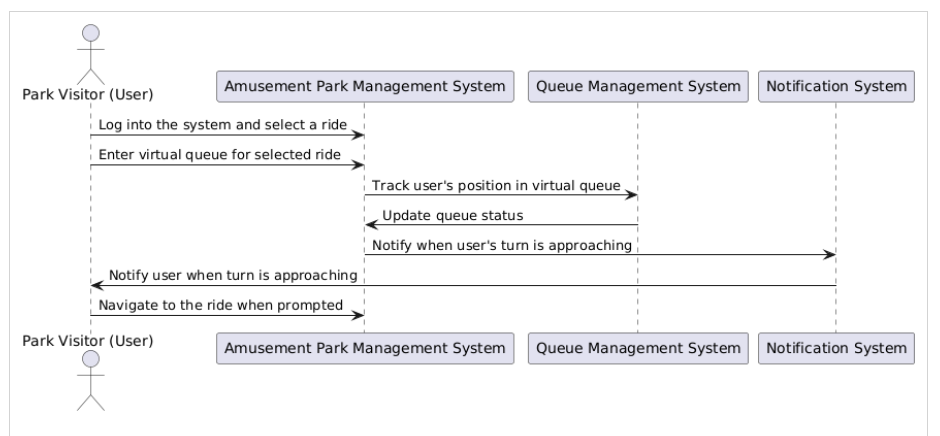 Park Visitor (User)
Amusement Park Management System
Queue Management System
Notification System
Log into the system and select a ride
Enter virtual queue for selected ride
Track user's position in virtual queue
Update queue status
Notify when user's turn is approaching
Notify user when turn is approaching
Navigate to the ride when prompted
Park Visitor (User)
Amusement Park Management System
Queue Management System
Notification System